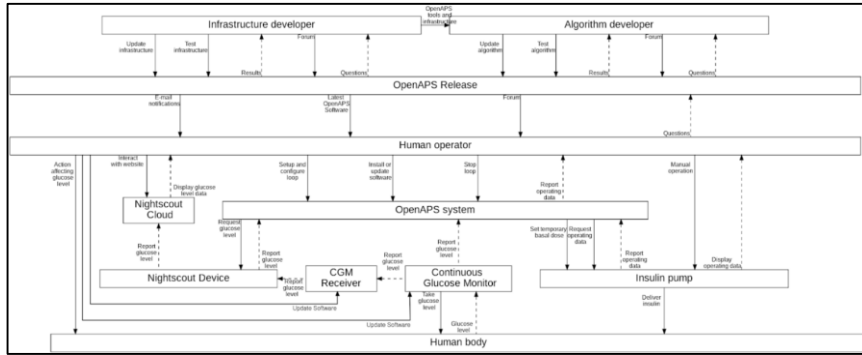 OpenAPS
tools and
infrastructure
Infrastructure developer
Algorithm developer
Update
infrastructure
Test
infrastructure
Forum
Update
algorithm
Test
algorithm
Forum
Results
Questions
Results
Questions
OpenAPS Release
E-mail
notifications
Latest
OpenAPS
Software
Forum
Questions
Human operator
Action
affecting
glucose
level
Interact
with website
Setup and
configure
loop
Install or
update
software
Stop
loop
Report
operating
data
Manual
operation
Display glucose
level data
Nightscout
Cloud
OpenAPS system
Request
glucose
level
Set temporary
basal dose
Request
operating
data
Report
glucose
level
Report
glucose
level
Report
glucose
level
Report
glucose
level
Report
operating
data
Display
operating data
Nightscout Device
Report
glucose
level
CGM
Receiver
Continuous
Glucose Monitor
Insulin pump
Update Software
Take
glucose
level
Deliver
insulin
Update Software
Glucose
level
Human body